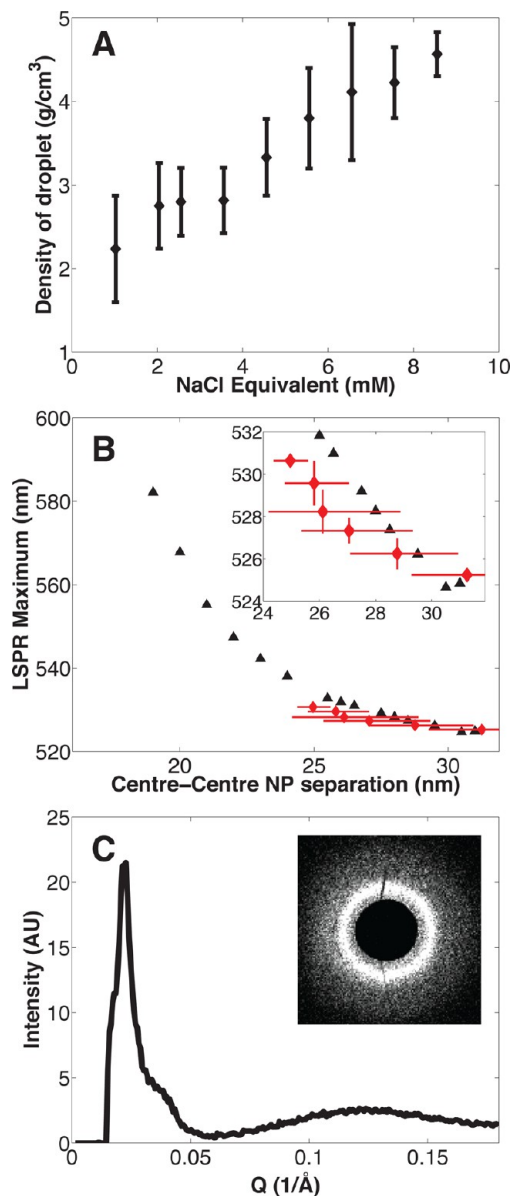 A
Density of droplet (g/cm3)
5
4
3
2
1
0 2 4 6 8 10
NaCl Equivalent (mM)
B
LSPR Maximum (nm)
600
580
560
540
520
532
530
528
526
524
24 26 28 30
20 25 30
Centre−Centre NP separation (nm)
C
Intensity (AU)
25
20
15
10
5
0
0 0.05 0.1 0.15
Q (1/Å)